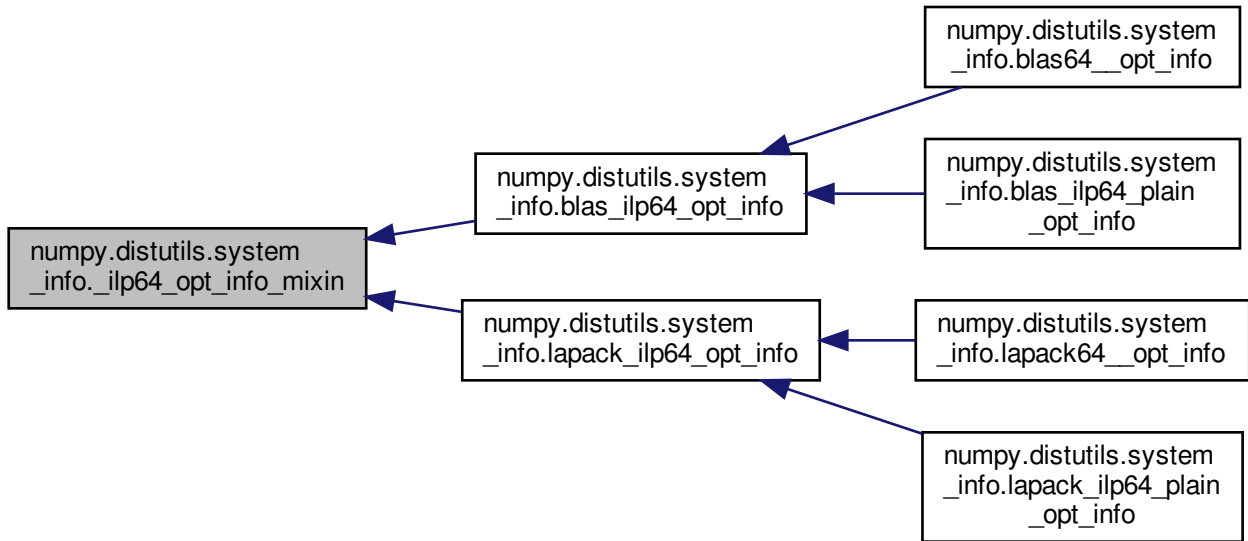 numpy.distutils.system
_info._ilp64_opt_info_mixin
numpy.distutils.system
_info.blas_ilp64_opt_info
numpy.distutils.system
_info.lapack_ilp64_opt_info
numpy.distutils.system
_info.blas64__opt_info
numpy.distutils.system
_info.blas_ilp64_plain
_opt_info
numpy.distutils.system
_info.lapack64__opt_info
numpy.distutils.system
_info.lapack_ilp64_plain
_opt_info